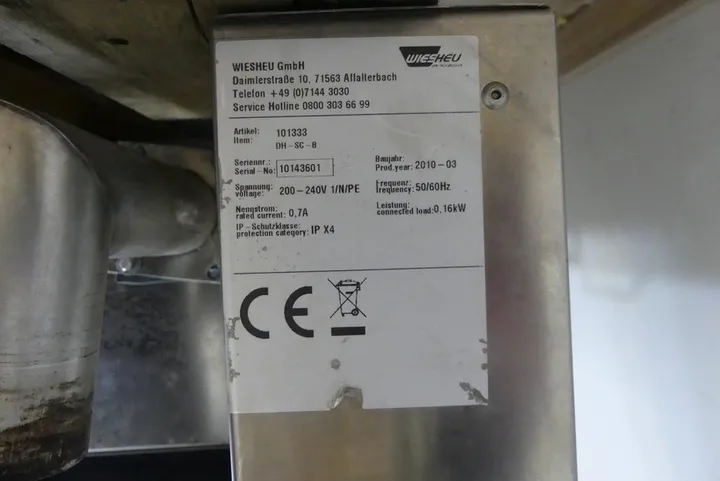 WIESHEU GmbH
WIESHEU
Daimlerstraße 10, 71563 Affalterbach
Telefon +49 (0)7144 3030
Service Hotline 0800 303 66 99
Artikel: 101333
Item: DH-SC-B
Seriennr.: Baujahr:
Serial-No: 10143601 Prod.year: 2010-03
Spannung: Frequenz:
voltage: 200-240V 1/N/PE frequency: 50/60Hz
Nennstrom: Leistung:
rated current: 0,7A connected load: 0,16kW
IP-Schutzklasse:
protection category: IP X4
CE